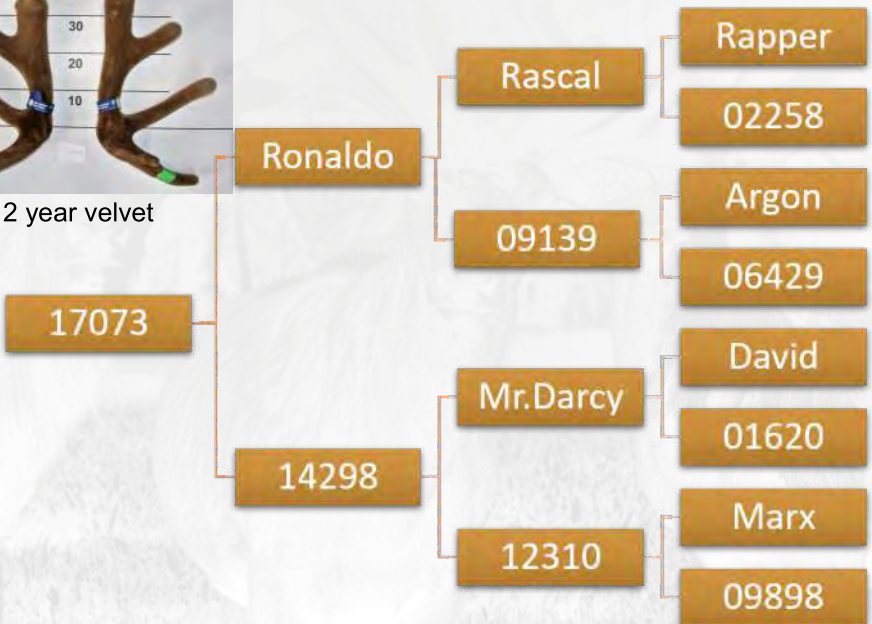 30
20
10
2 year velvet
17073
Ronaldo
14298
Rascal
09139
Mr.Darcy
12310
Rapper
02258
Argon
06429
David
01620
Marx
09898